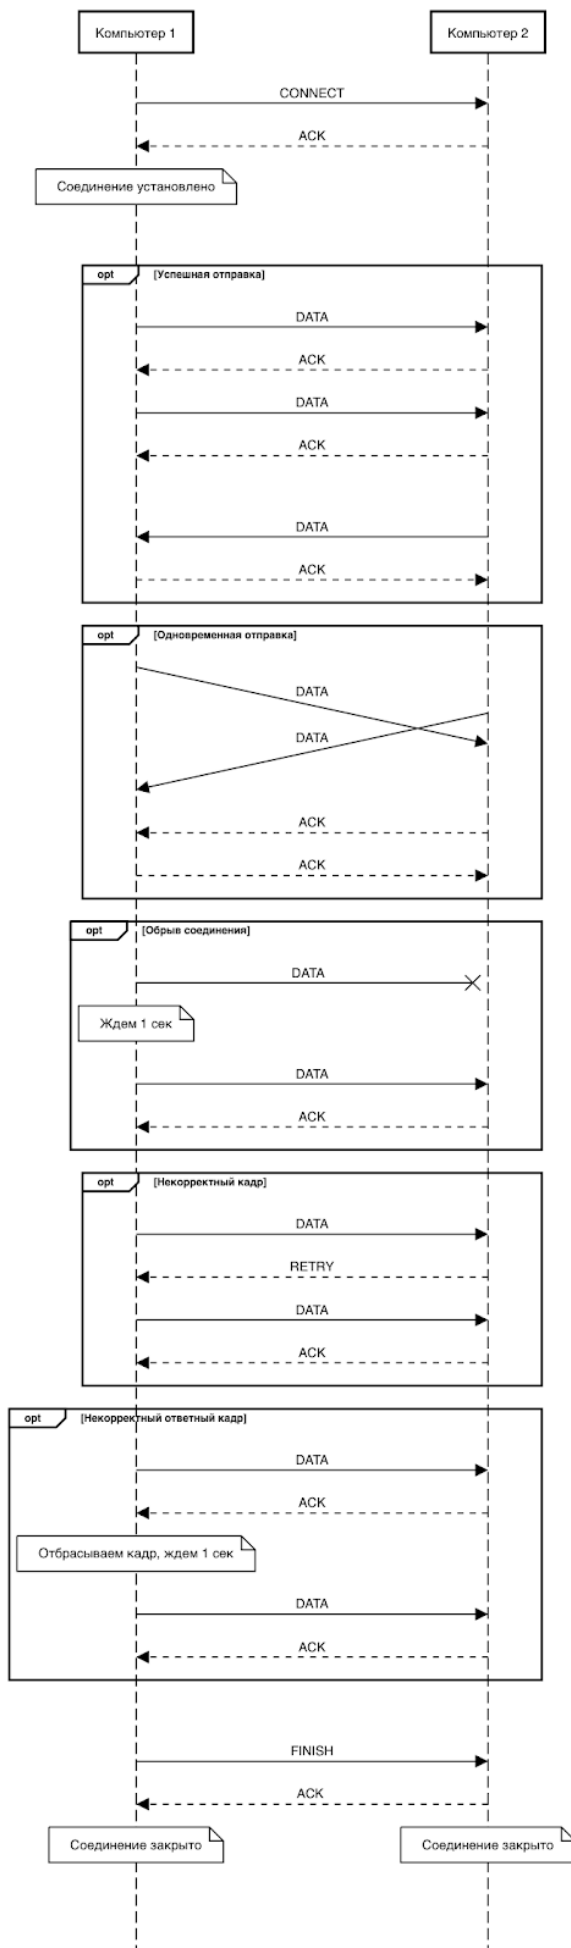 Компьютер 1
Компьютер 2
CONNECT
ACK
Соединение установлено
opt [Успешная отправка]
DATA
ACK
DATA
ACK
DATA
ACK
opt [Одновременная отправка]
DATA
DATA
ACK
ACK
opt [Обрыв соединения]
DATA
Ждем 1 сек
DATA
ACK
opt [Некорректный кадр]
DATA
RETRY
DATA
ACK
opt [Некорректный ответный кадр]
DATA
ACK
Отбрасываем кадр, ждем 1 сек
DATA
ACK
FINISH
ACK
Соединение закрыто
Соединение закрыто